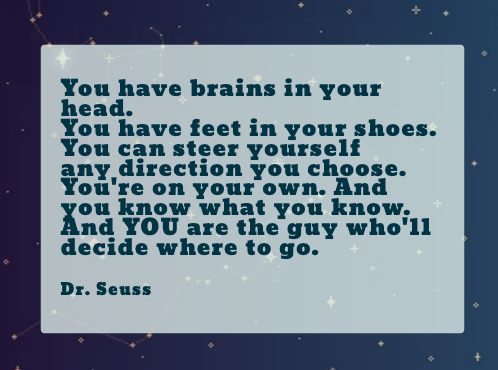 You have brains in your
head.
You have feet in your shoes.
You can steer yourself
any direction you choose.
You're on your own. And
you know what you know.
And YOU are the guy who'll
decide where to go.
Dr. Seuss